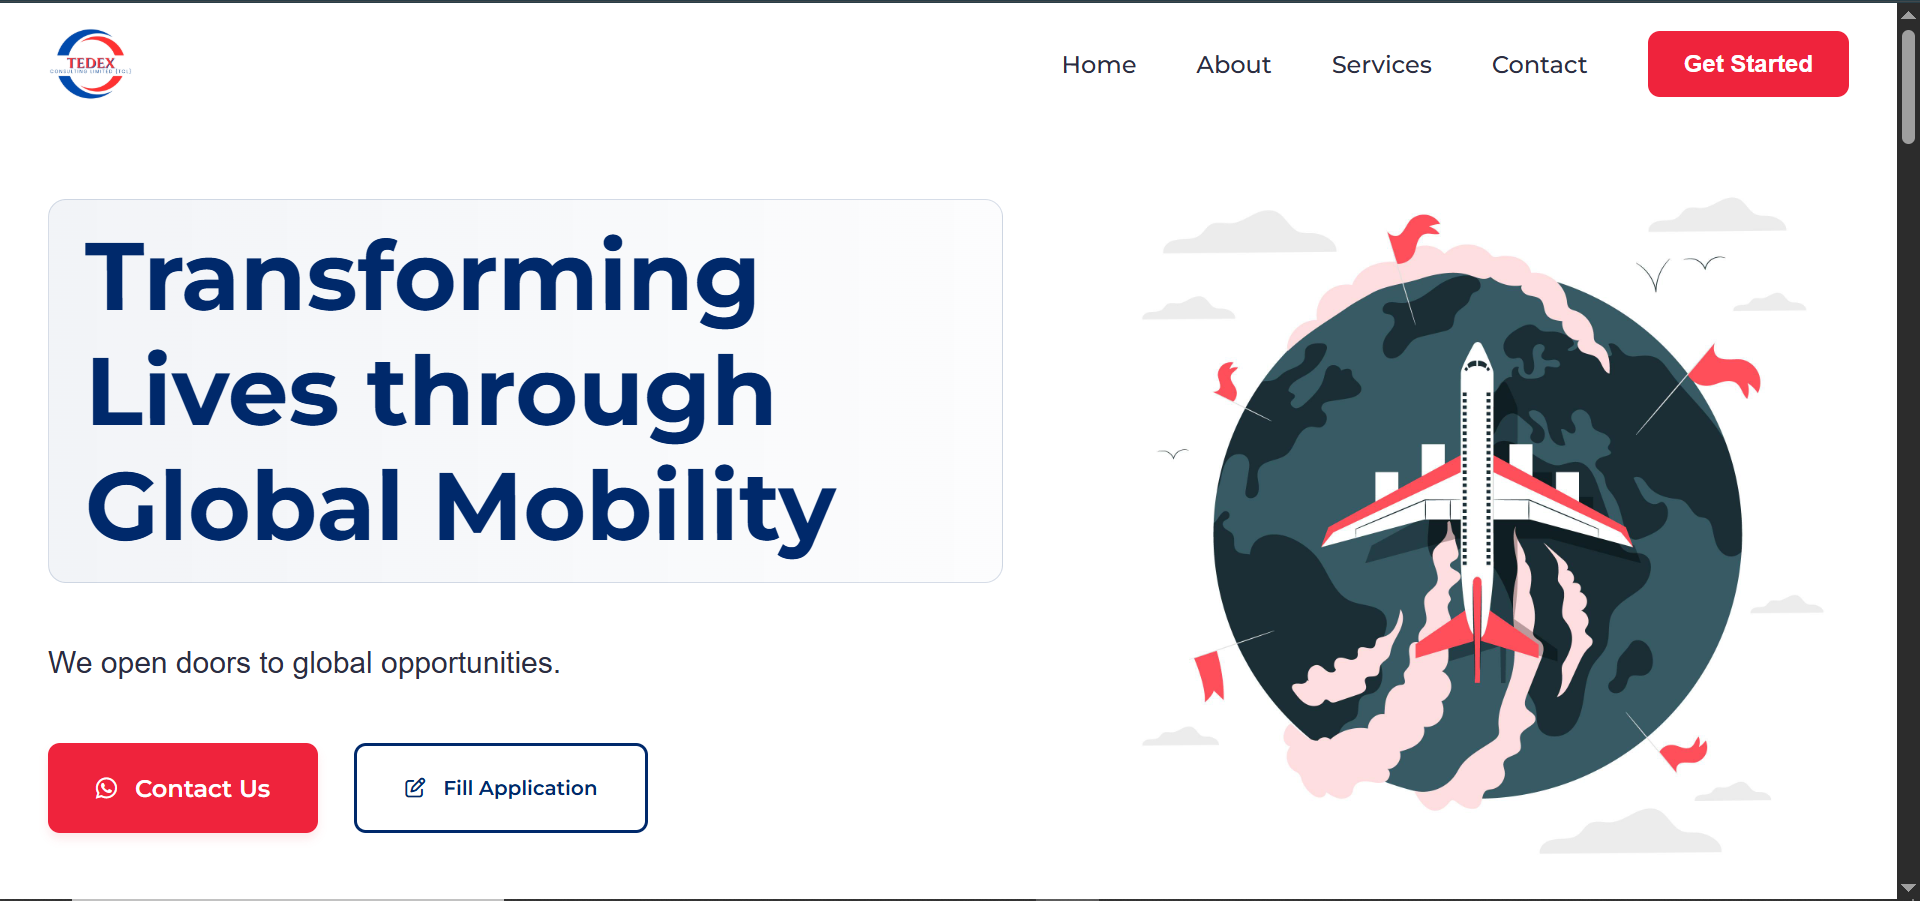 TEDEX
CONSULTING LIMITED (TCL)
Home
About
Services
Contact
Get Started
Transforming
Lives through
Global Mobility
We open doors to global opportunities.
Contact Us
Fill Application